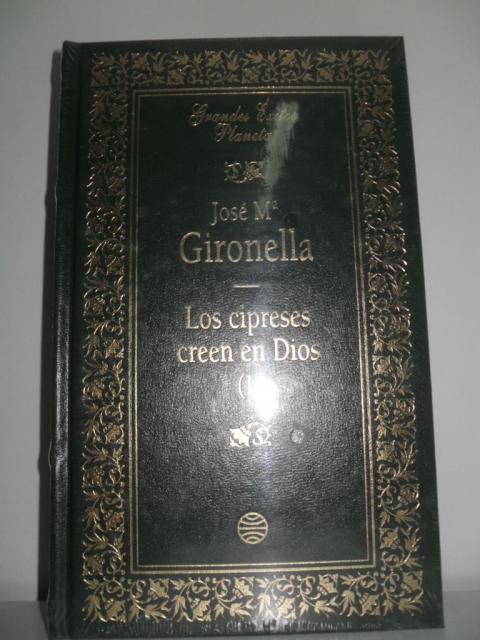 Grandes Éxitos
Planeta
José Mª
Gironella
Los cipreses
creen en Dios